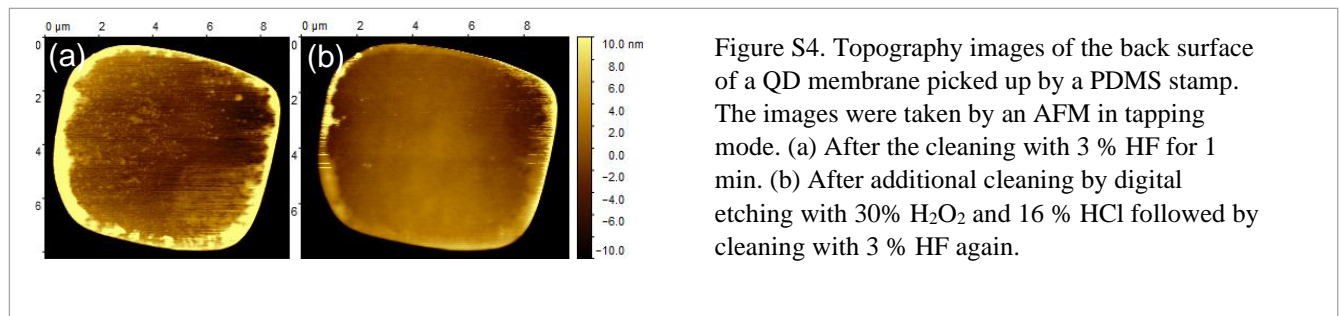 0 µm 2 4 6 8 0 µm 2 4 6 8
0 (a) 0 (b) 10.0 nm
8.0
6.0
2 2 4.0
2.0
4 4 0.0
−2.0
−4.0
6 6 −6.0
−10.0
Figure S4. Topography images of the back surface
of a QD membrane picked up by a PDMS stamp.
The images were taken by an AFM in tapping
mode. (a) After the cleaning with 3 % HF for 1
min. (b) After additional cleaning by digital
etching with 30% H₂O₂ and 16 % HCl followed by
cleaning with 3 % HF again.